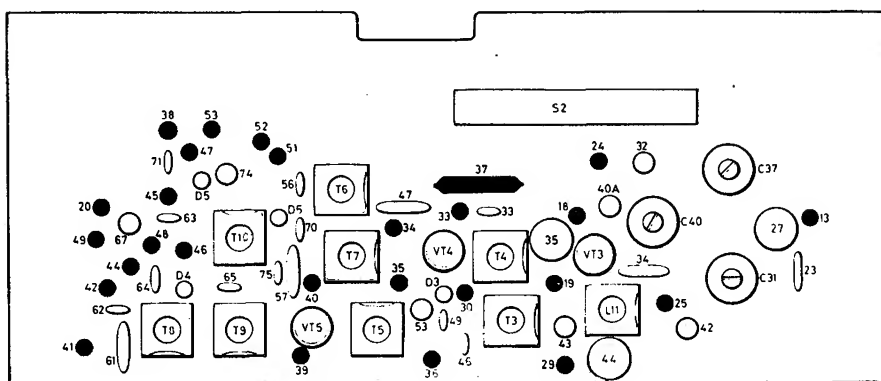 S2
38
53
52
51
47
71
74
D5
24
32
37
C37
56
T6
47
45
40A
20
63
D5
33
33
18
C40
13
67
70
34
35
27
49
48
46
T10
T7
VT4
T4
VT3
44
64
D4
65
75
57
40
35
D3
30
19
34
C31
23
42
62
53
49
25
T8
T9
VT5
T5
T3
L11
43
42
61
46
41
39
36
29
44